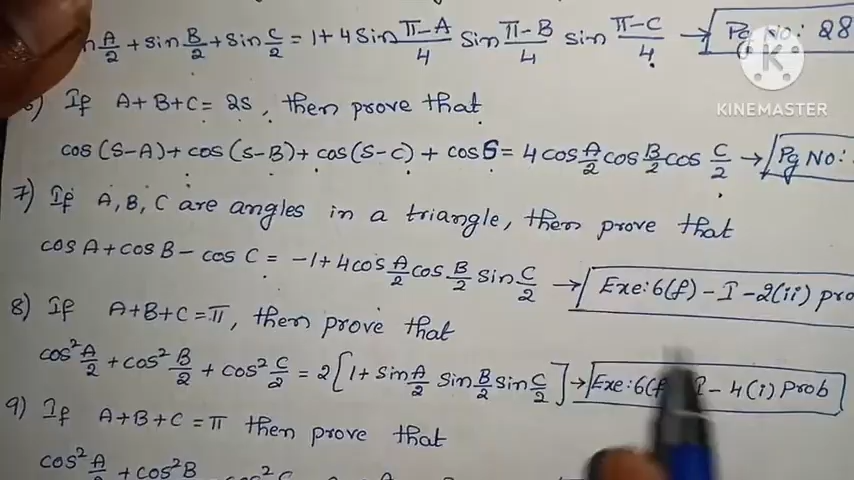 n A/2 + sin B/2 + sin C/2 = 1 + 4 Sin π-A/4 Sin π-B/4 sin π-C/4 → Pg No: 28
KINEMASTER
6) If A+B+C = 2S, then prove that
cos(S-A) + cos(S-B) + cos(S-C) + cos S = 4 cos A/2 cos B/2 cos C/2 → Pg No:
7) If A, B, C are angles in a triangle, then prove that
cos A + cos B - cos C = -1 + 4 cos A/2 cos B/2 sin C/2 → Exe: 6(f) - I - 2(ii) pro
8) If A+B+C = π, then prove that
cos² A/2 + cos² B/2 + cos² C/2 = 2[1 + sin A/2 sin B/2 sin C/2] → Exe: 6(f) I - 4(i) Prob
9) If A+B+C = π then prove that
cos² A/2 + cos² B cos² C